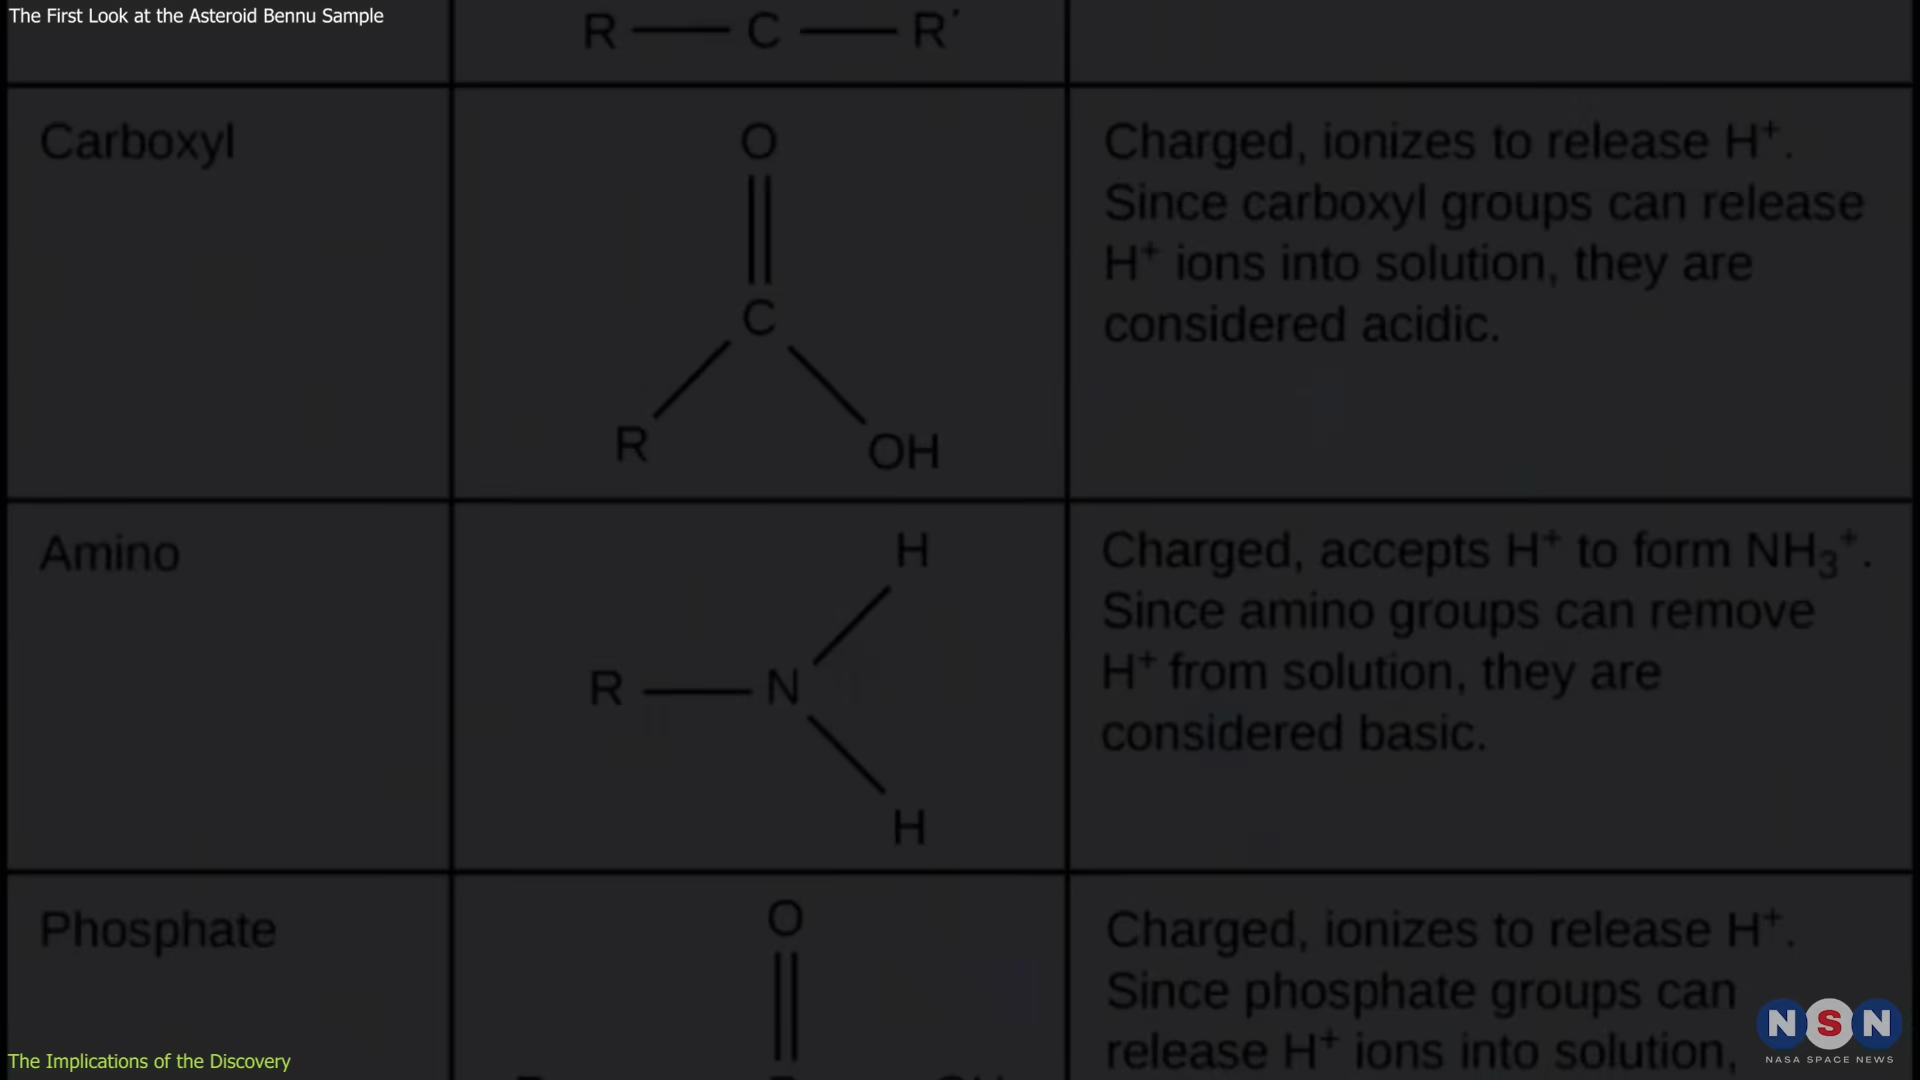 The First Look at the Asteroid Bennu Sample
R C R'
Carboxyl
O
C
R
OH
Charged, ionizes to release H⁺.
Since carboxyl groups can release
H⁺ ions into solution, they are
considered acidic.
Amino
H
R N
H
Charged, accepts H⁺ to form NH₃⁺.
Since amino groups can remove
H⁺ from solution, they are
considered basic.
Phosphate
O
Charged, ionizes to release H⁺.
Since phosphate groups can
release H⁺ ions into solution,
The Implications of the Discovery
NSN
NASA SPACE NEWS